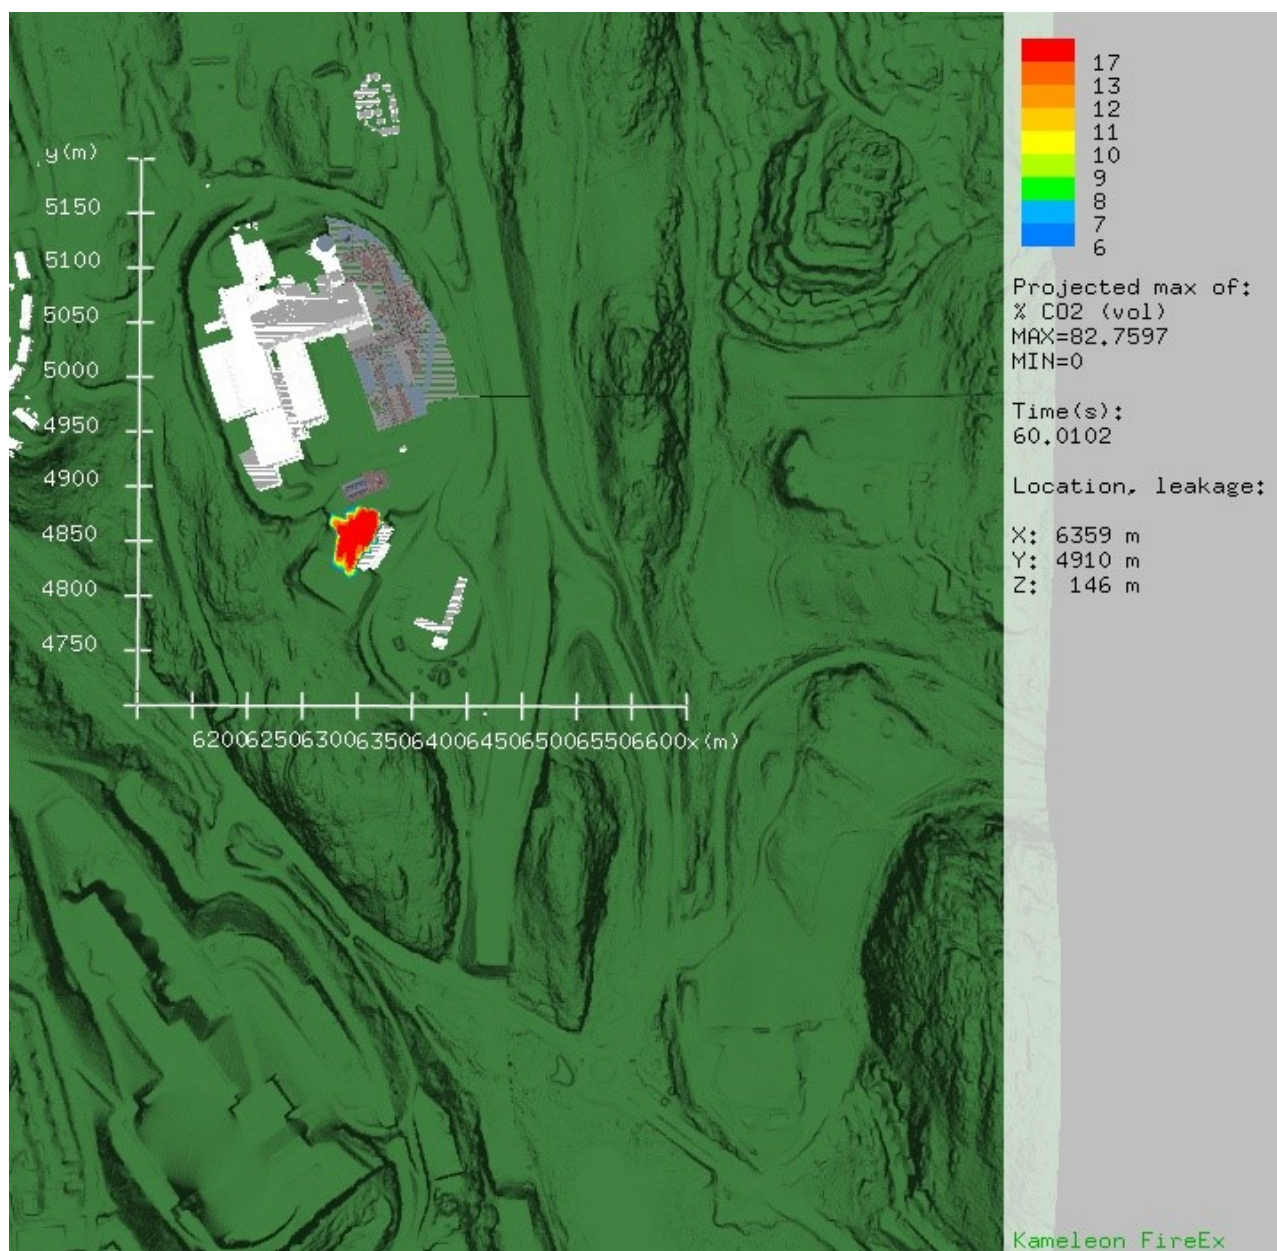 17
13
12
11
10
9
8
7
6
y(m)
5150
5100
5050
5000
4950
4900
4850
4800
4750
620062506300635064006450650065506600x(m)
Projected max of:
% CO2 (vol)
MAX=82.7597
MIN=0
Time(s):
60.0102
Location, leakage:
X: 6359 m
Y: 4910 m
Z: 146 m
Kameleon FireEx